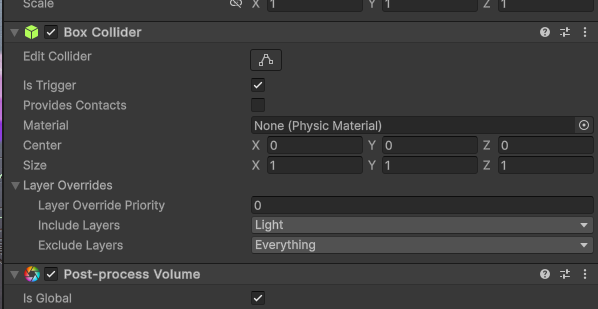 Scale X 1 Y 1 Z 1
Box Collider
Edit Collider
Is Trigger
Provides Contacts
Material None (Physic Material)
Center X 0 Y 0 Z 0
Size X 1 Y 1 Z 1
Layer Overrides
Layer Override Priority 0
Include Layers Light
Exclude Layers Everything
Post-process Volume
Is Global